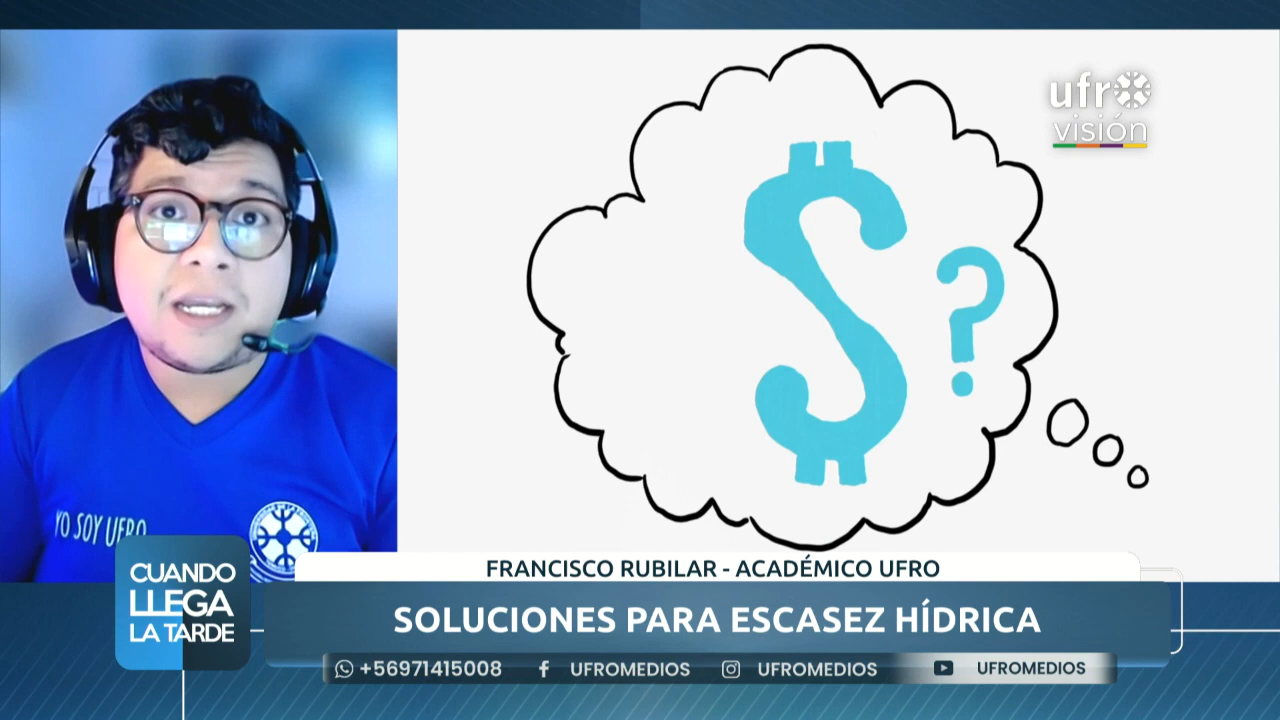 ufro
visión
$ ?
YO SOY UFRO
FRANCISCO RUBILAR - ACADÉMICO UFRO
CUANDO
LLEGA
LA TARDE
SOLUCIONES PARA ESCASEZ HÍDRICA
+56971415008 UFROMEDIOS UFROMEDIOS UFROMEDIOS